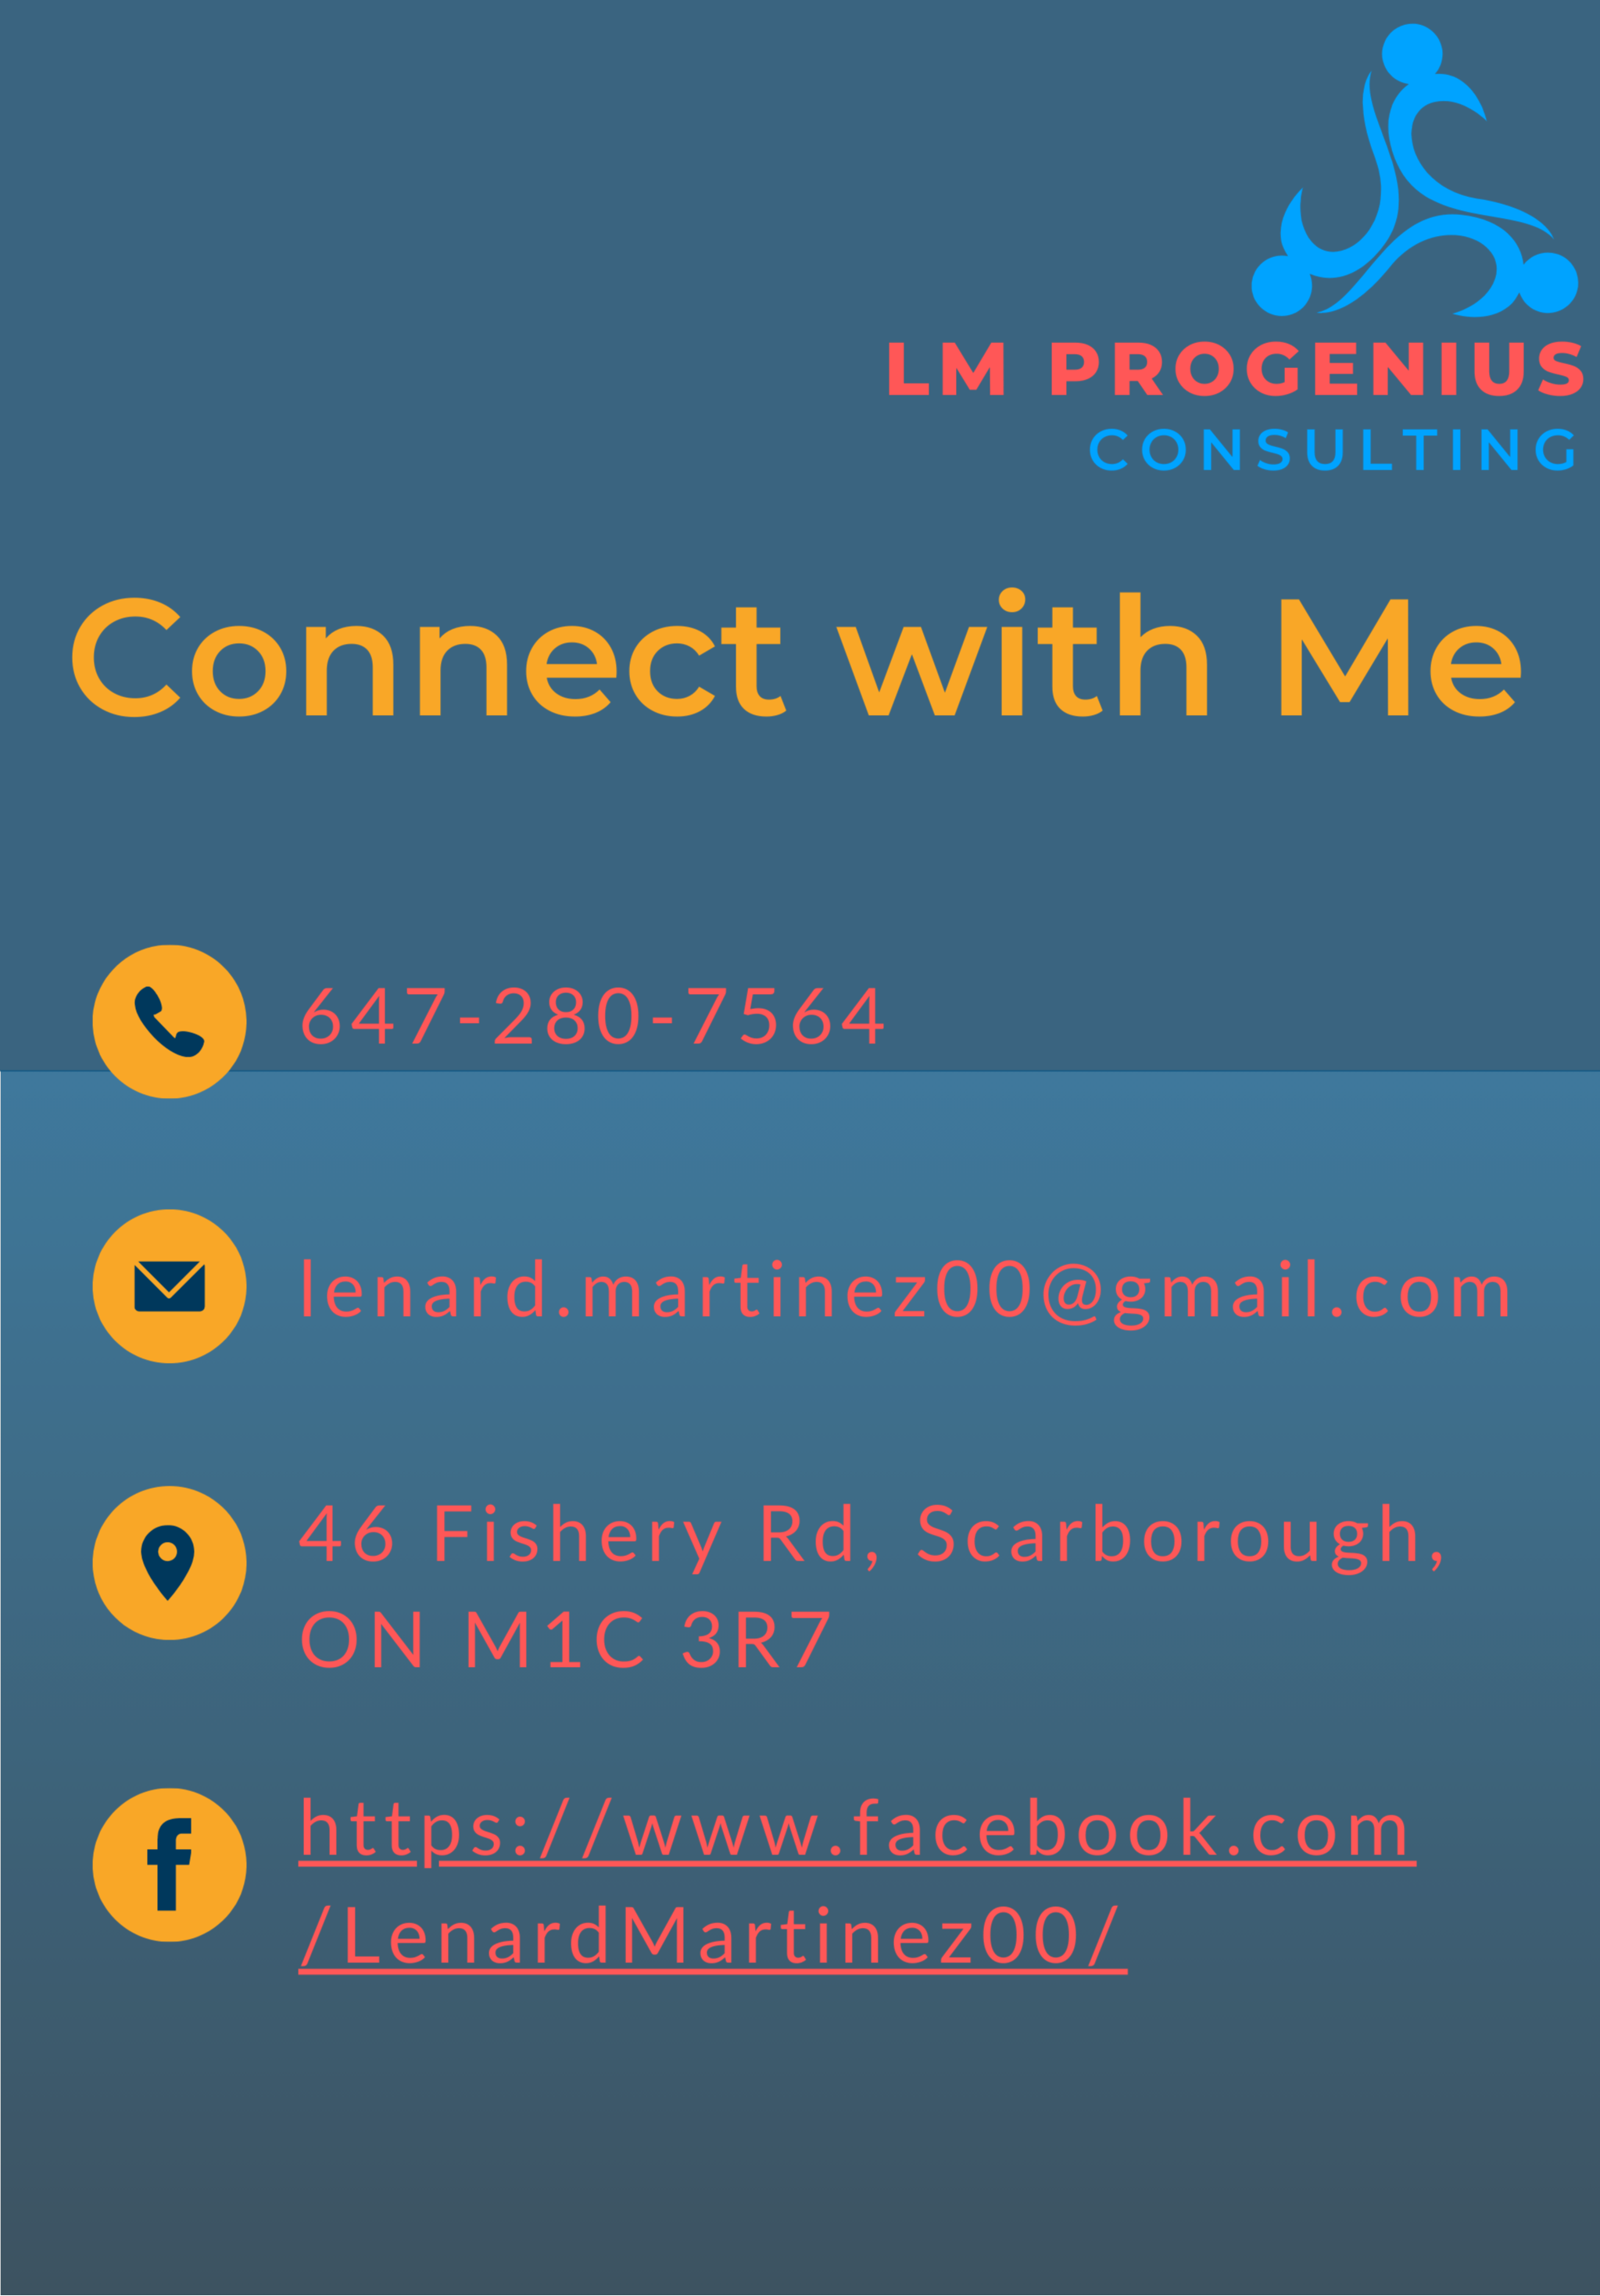 LM PROGENIUS
CONSULTING
Connect with Me
647-280-7564
lenard.martinez00@gmail.com
46 Fishery Rd, Scarborough,
ON M1C 3R7
https://www.facebook.com
/LenardMartinez00/